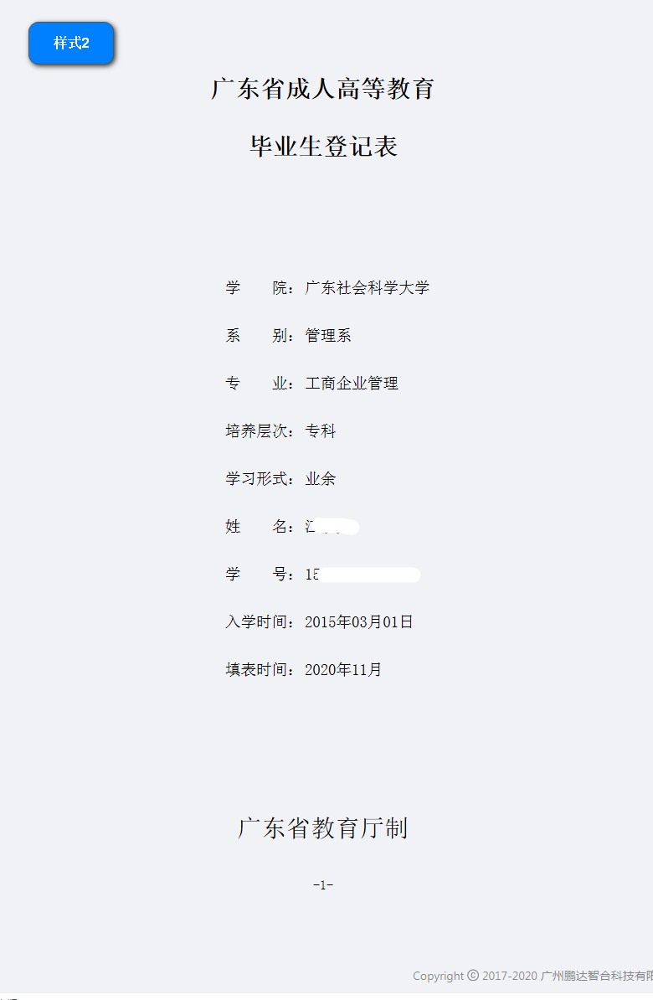 样式2
广东省成人高等教育
毕业生登记表
学 院：广东社会科学大学
系 别：管理系
专 业：工商企业管理
培养层次：专科
学习形式：业余
姓 名：
学 号：15
入学时间：2015年03月01日
填表时间：2020年11月
广东省教育厅制
-1-
Copyright © 2017-2020 广州鹏达智合科技有限